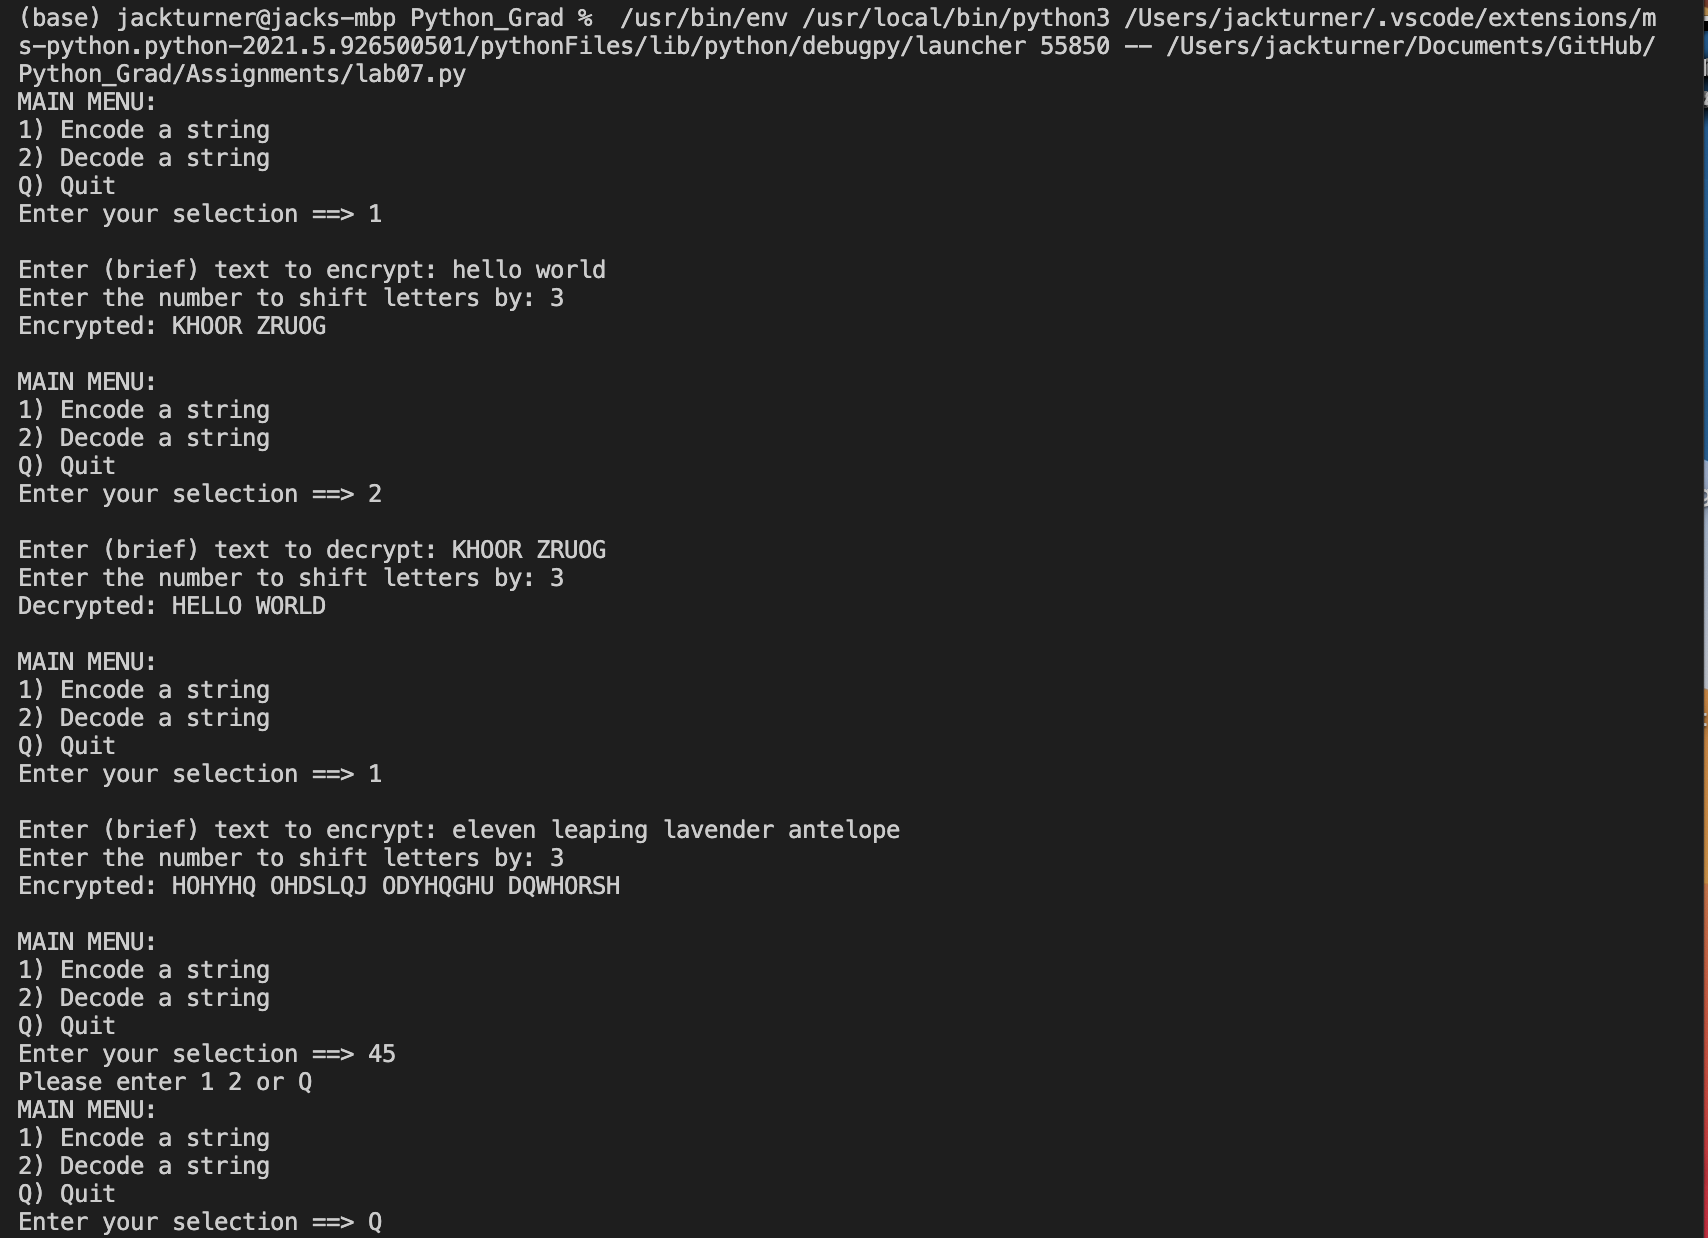 (base) jackturner@jacks-mbp Python_Grad %  /usr/bin/env /usr/local/bin/python3 /Users/jackturner/.vscode/extensions/m
s-python.python-2021.5.926500501/pythonFiles/lib/python/debugpy/launcher 55850 -- /Users/jackturner/Documents/GitHub/
Python_Grad/Assignments/lab07.py
MAIN MENU:
1) Encode a string
2) Decode a string
Q) Quit
Enter your selection ==> 1

Enter (brief) text to encrypt: hello world
Enter the number to shift letters by: 3
Encrypted: KHOOR ZRUOG

MAIN MENU:
1) Encode a string
2) Decode a string
Q) Quit
Enter your selection ==> 2

Enter (brief) text to decrypt: KHOOR ZRUOG
Enter the number to shift letters by: 3
Decrypted: HELLO WORLD

MAIN MENU:
1) Encode a string
2) Decode a string
Q) Quit
Enter your selection ==> 1

Enter (brief) text to encrypt: eleven leaping lavender antelope
Enter the number to shift letters by: 3
Encrypted: HOHYHQ OHDSLQJ ODYHQGHU DQWHORSH

MAIN MENU:
1) Encode a string
2) Decode a string
Q) Quit
Enter your selection ==> 45
Please enter 1 2 or Q
MAIN MENU:
1) Encode a string
2) Decode a string
Q) Quit
Enter your selection ==> Q